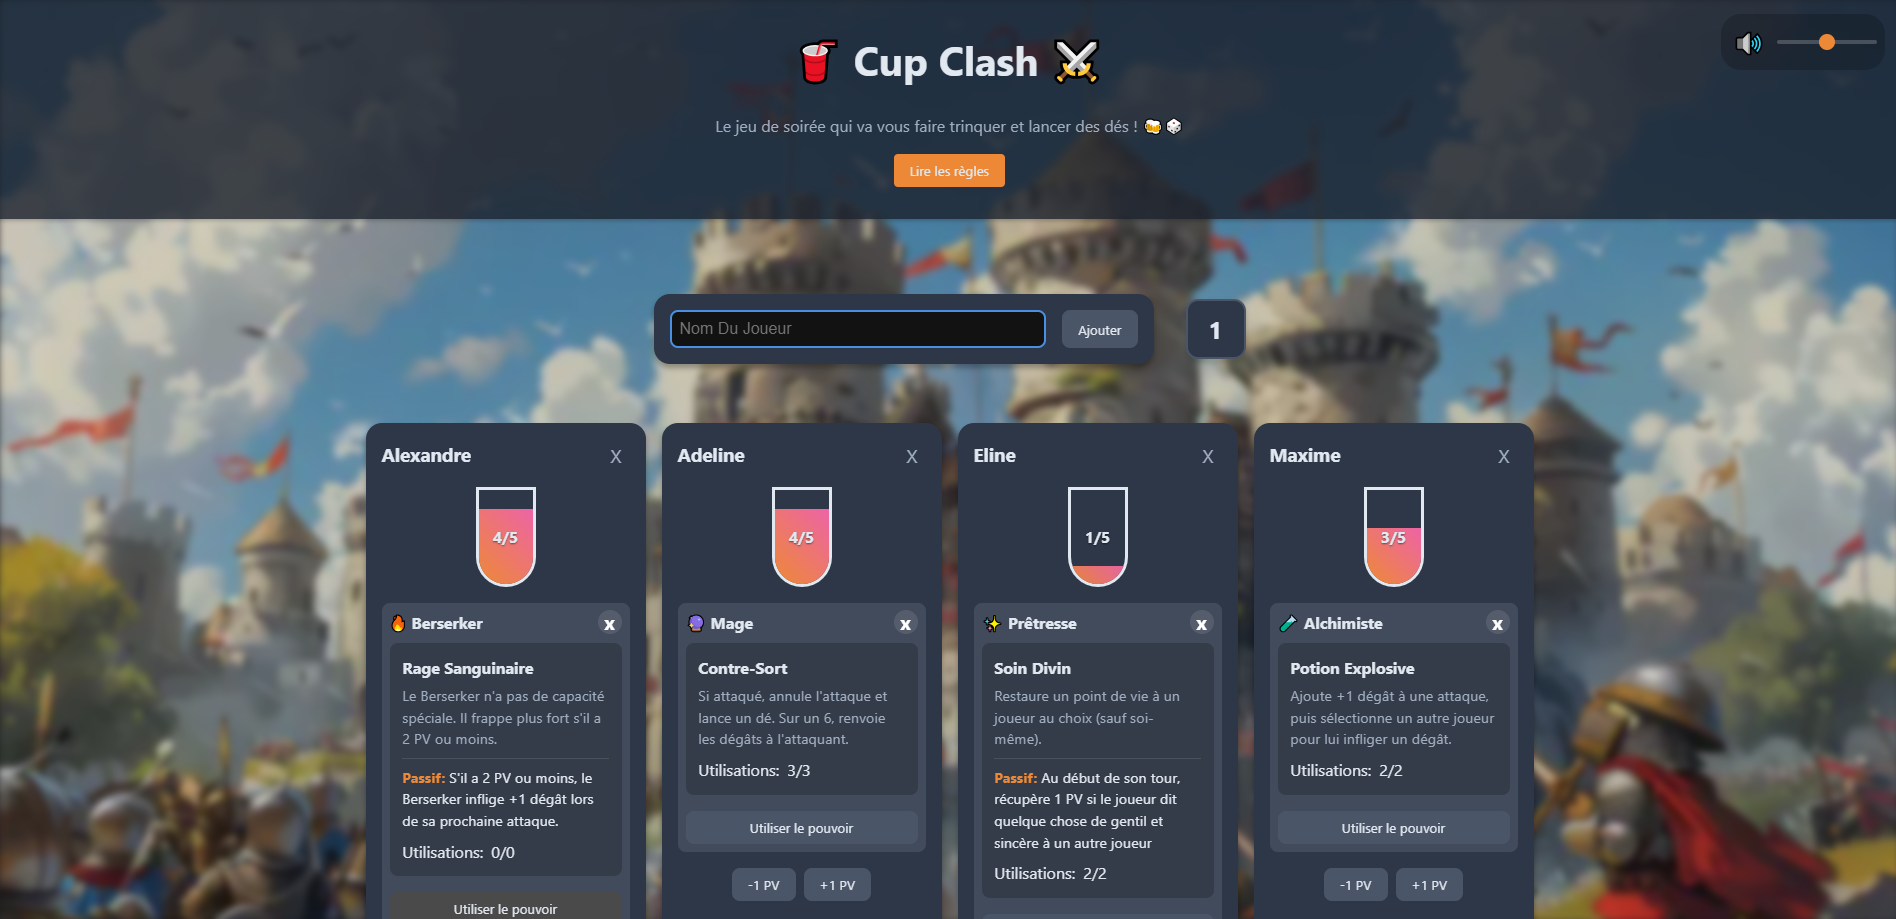 Cup Clash
Le jeu de soirée qui va vous faire trinquer et lancer des dés !
Lire les règles
Nom Du Joueur
Ajouter
1
Alexandre
X
4/5
Berserker
x
Rage Sanguinaire
Le Berserker n'a pas de capacité
spéciale. Il frappe plus fort s'il a
2 PV ou moins.
Passif: S'il a 2 PV ou moins, le
Berserker inflige +1 dégât lors
de sa prochaine attaque.
Utilisations: 0/0
Utiliser le pouvoir
Adeline
X
4/5
Mage
x
Contre-Sort
Si attaqué, annule l'attaque et
lance un dé. Sur un 6, renvoie
les dégâts à l'attaquant.
Utilisations: 3/3
Utiliser le pouvoir
-1 PV
+1 PV
Eline
X
1/5
Prêtresse
x
Soin Divin
Restaure un point de vie à un
joueur au choix (sauf soi-
même).
Passif: Au début de son tour,
récupère 1 PV si le joueur dit
quelque chose de gentil et
sincère à un autre joueur
Utilisations: 2/2
Maxime
X
3/5
Alchimiste
x
Potion Explosive
Ajoute +1 dégât à une attaque,
puis sélectionne un autre joueur
pour lui infliger un dégât.
Utilisations: 2/2
Utiliser le pouvoir
-1 PV
+1 PV